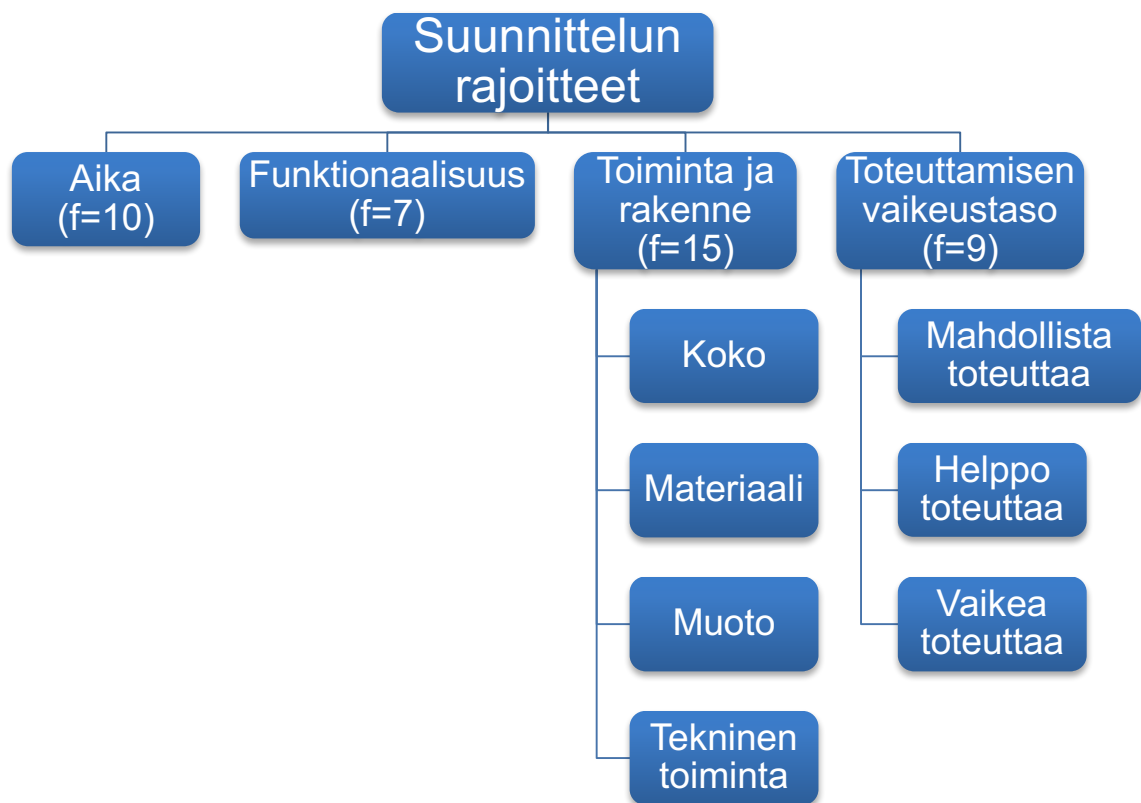 Suunnittelun
rajoitteet
Aika
(f=10)
Funktionaalisuus
(f=7)
Toiminta ja
rakenne
(f=15)
Toteuttamisen
vaikeustaso
(f=9)
Koko
Materiaali
Muoto
Tekninen
toiminta
Mahdollista
toteuttaa
Helppo
toteuttaa
Vaikea
toteuttaa